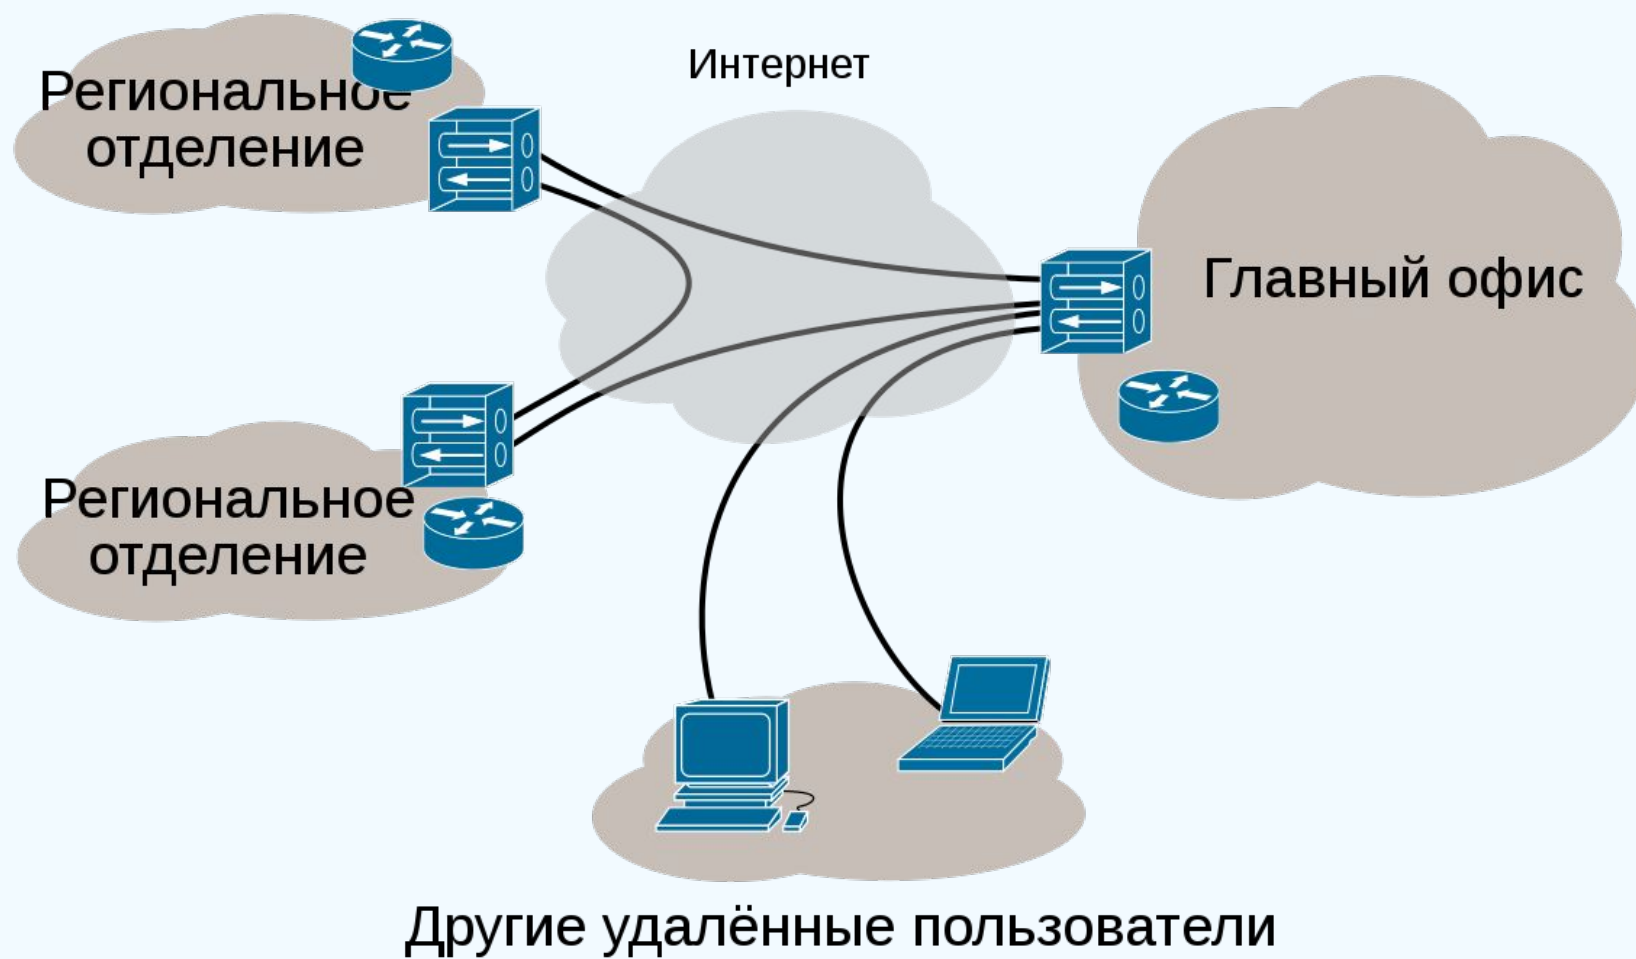 Региональное
отделение
Интернет
Главный офис
Региональное
отделение
Другие удалённые пользователи